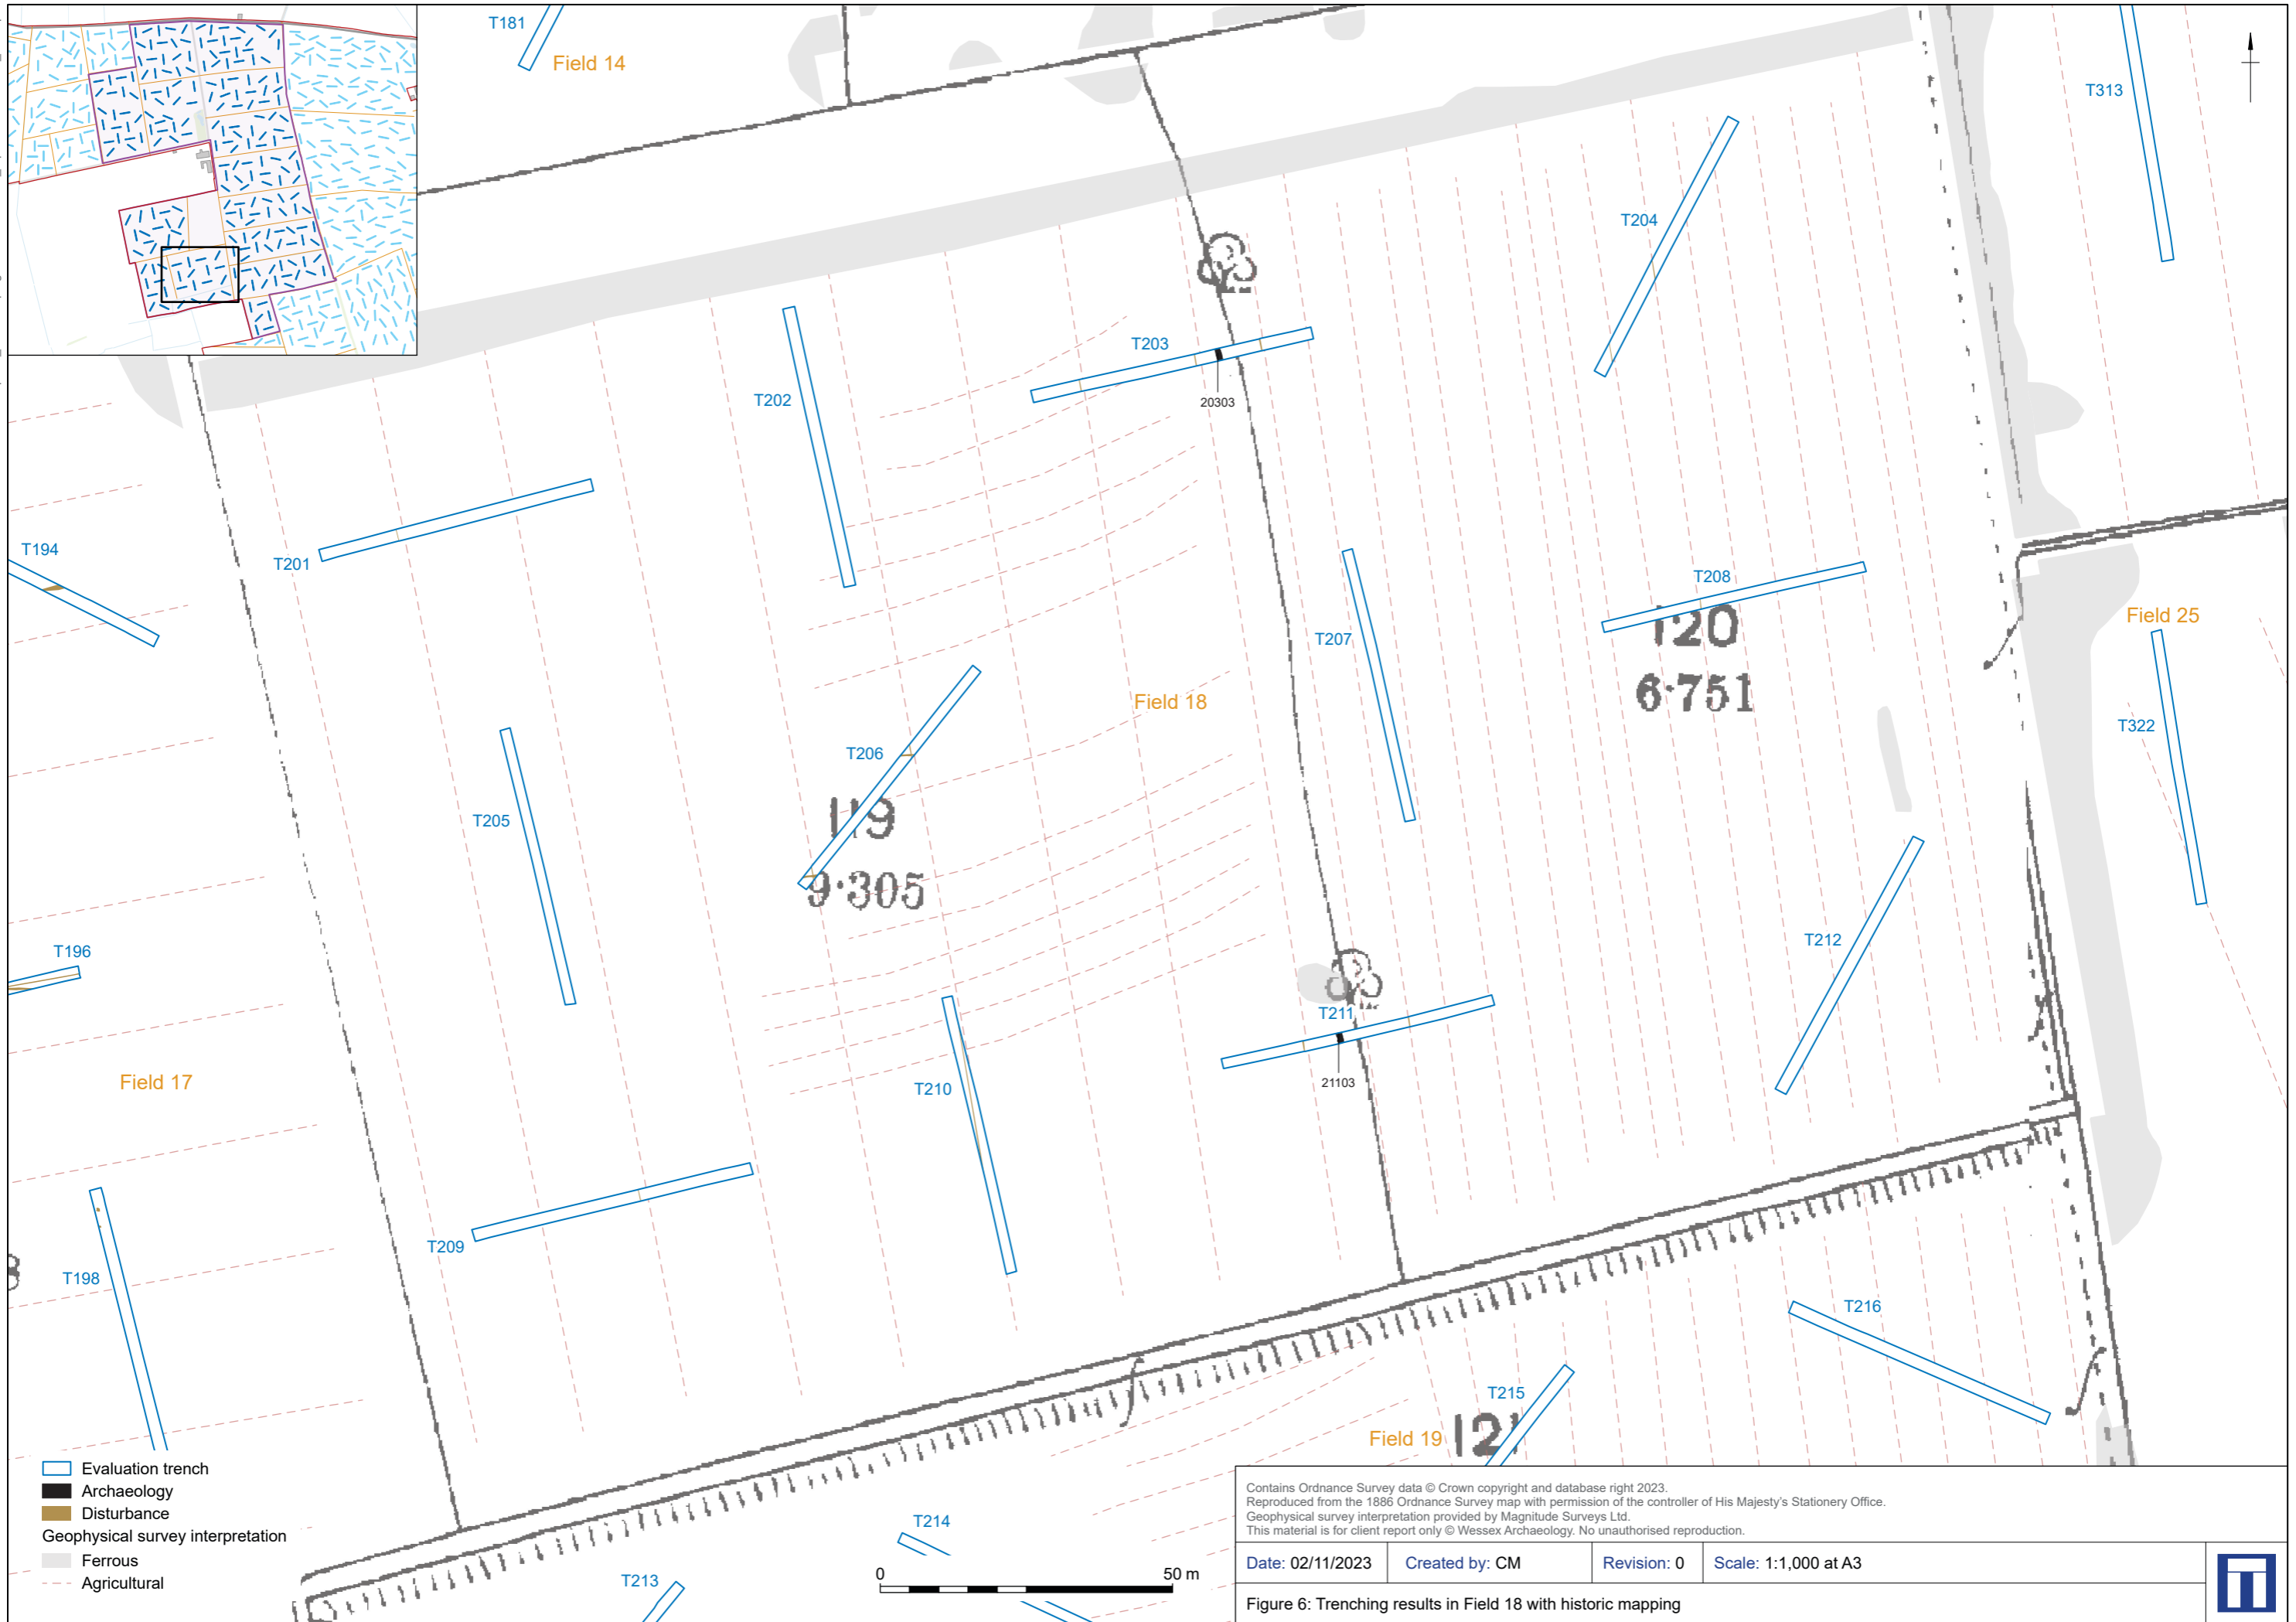 T181
Field 14
T313
T204
T203
20303
T202
T194
T201
T208
120
6·751
Field 25
T207
Field 18
T206
T322
119
9·305
T205
T212
T196
T211
21103
T210
Field 17
T209
T198
T216
T215
Field 19
121
T214
T213
Evaluation trench
Archaeology
Disturbance
Geophysical survey interpretation
Ferrous
Agricultural
0
50 m
Contains Ordnance Survey data © Crown copyright and database right 2023.
Reproduced from the 1886 Ordnance Survey map with permission of the controller of His Majesty's Stationery Office.
Geophysical survey interpretation provided by Magnitude Surveys Ltd.
This material is for client report only © Wessex Archaeology. No unauthorised reproduction.
Date: 02/11/2023
Created by: CM
Revision: 0
Scale: 1:1,000 at A3
Figure 6: Trenching results in Field 18 with historic mapping